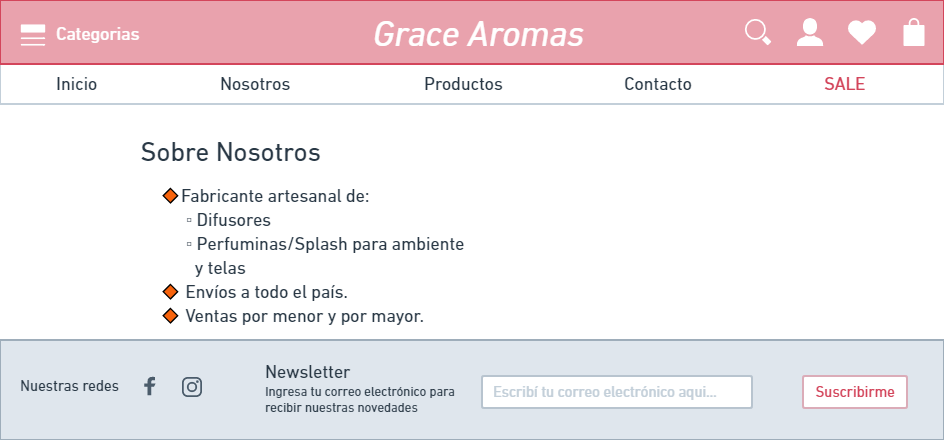 Categorias
Grace Aromas
Inicio
Nosotros
Productos
Contacto
SALE
Sobre Nosotros
Fabricante artesanal de:
Difusores
Perfuminas/Splash para ambiente
y telas
Envíos a todo el país.
Ventas por menor y por mayor.
Nuestras redes
Newsletter
Ingresa tu correo electrónico para
recibir nuestras novedades
Escribí tu correo electrónico aqui...
Suscribirme